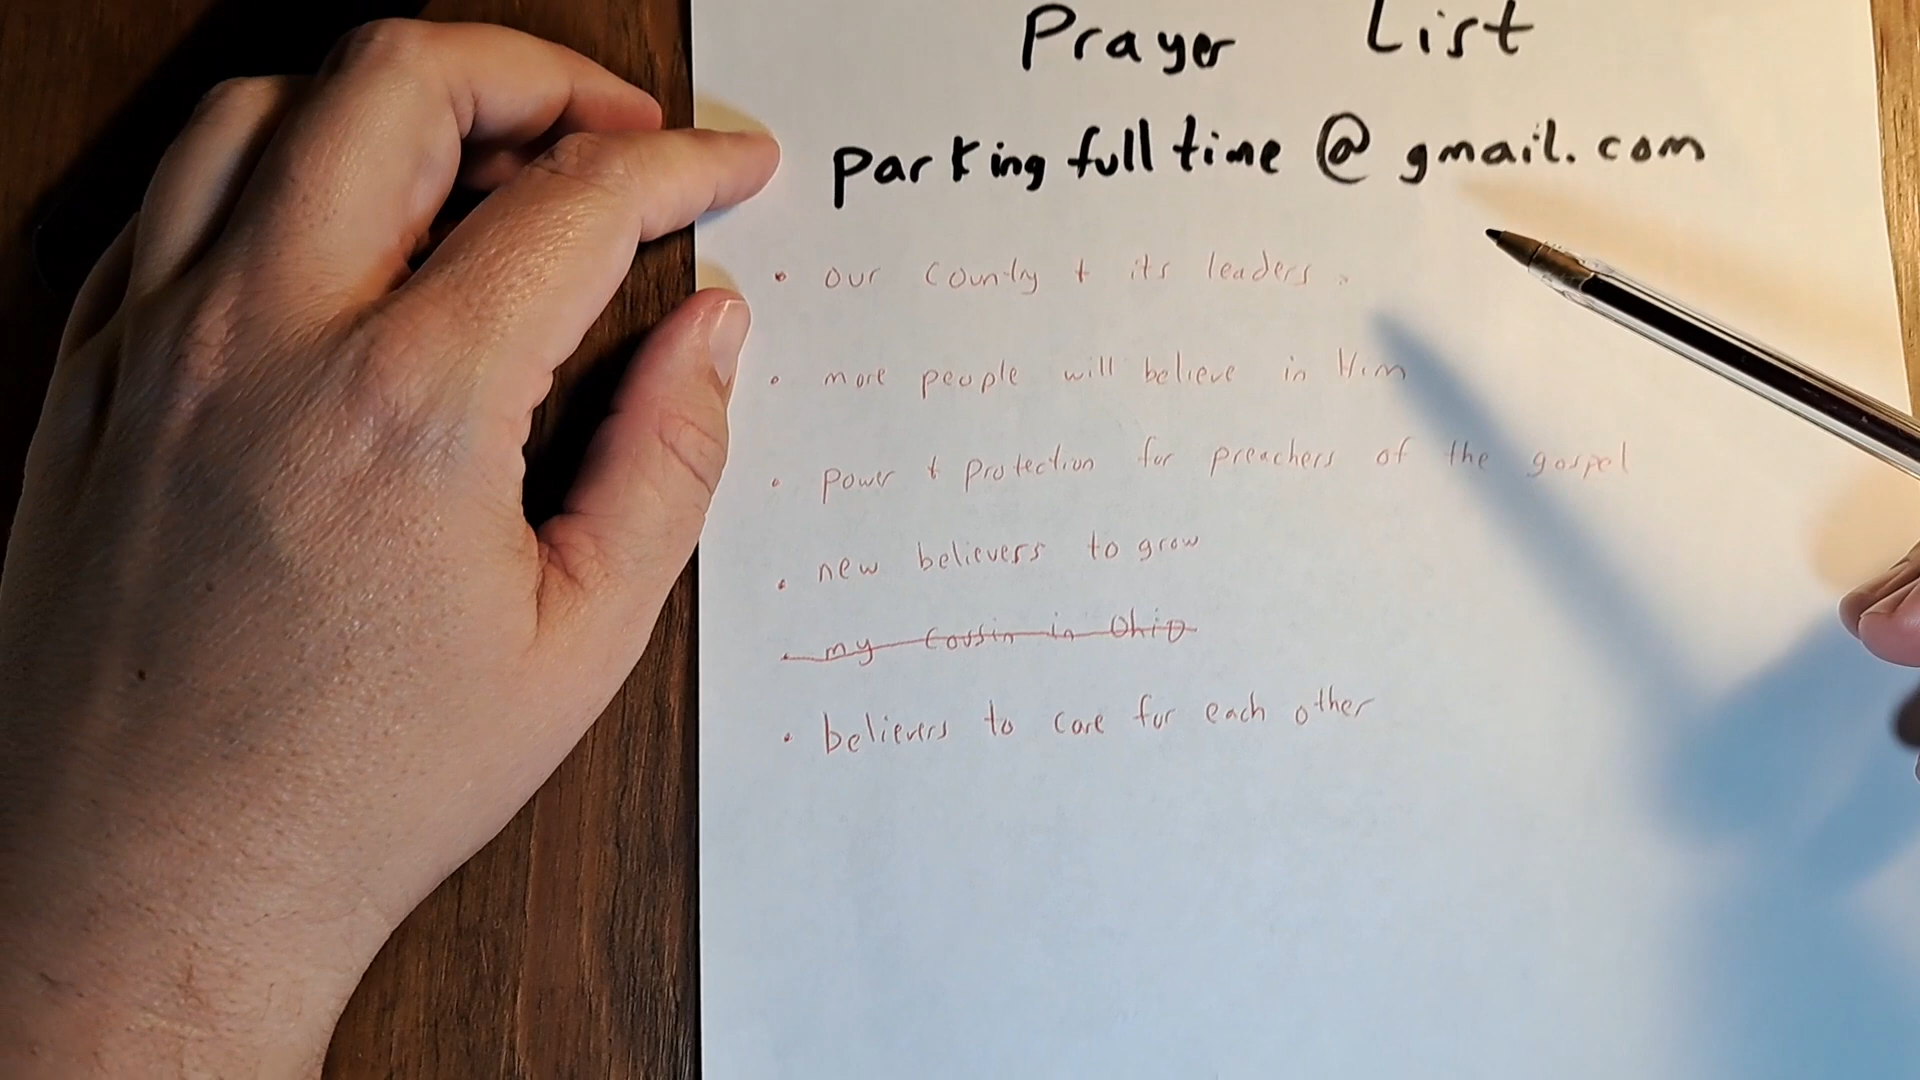 Prayer List
parkingfulltime@gmail.com
• our country + its leaders.
• more people will believe in Him
• power + protection for preachers of the gospel
• new believers to grow
• my cousin in Ohio
• believers to care for each other